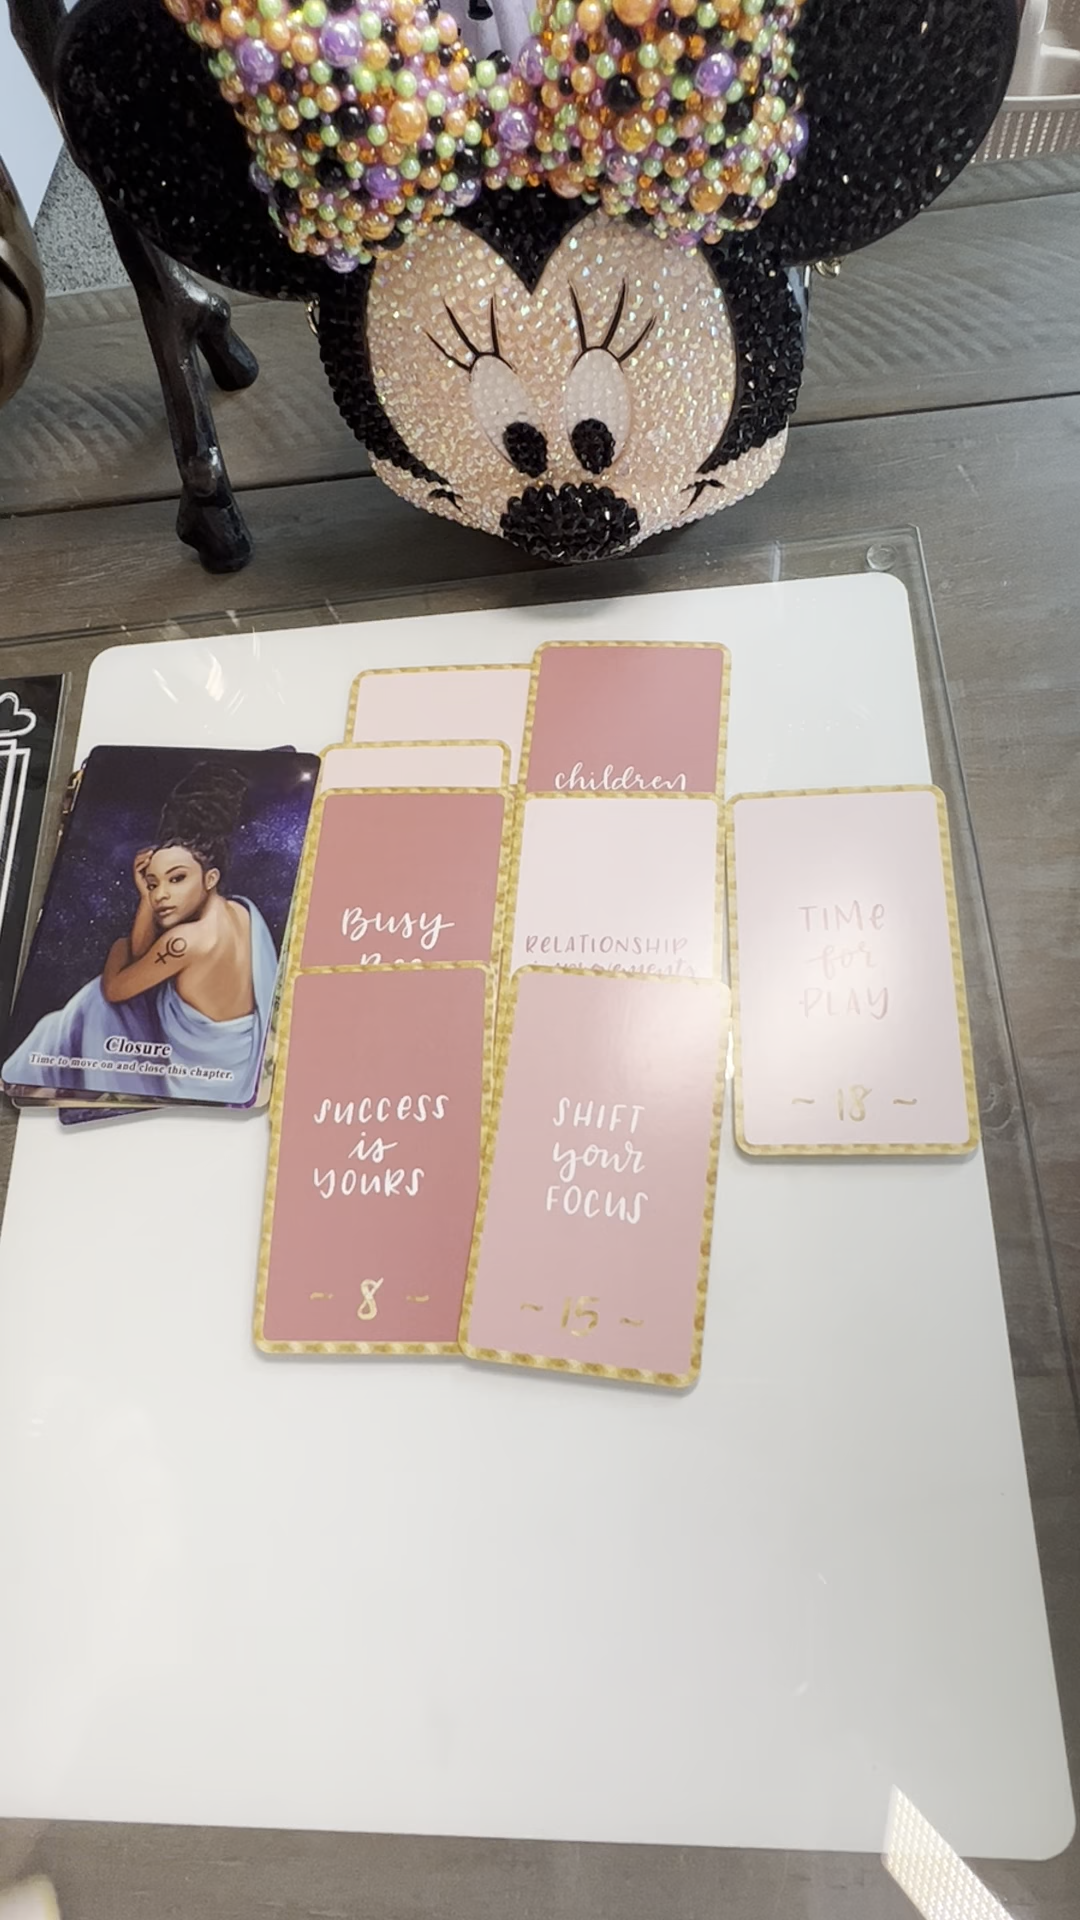 children
Busy
RELATIONSHIP
improvements
TIME
for
PLAY
~ 18 ~
Closure
Time to move on and close this chapter.
SUCCESS
is
YOURS
~ 8 ~
SHIFT
your
FOCUS
~ 15 ~